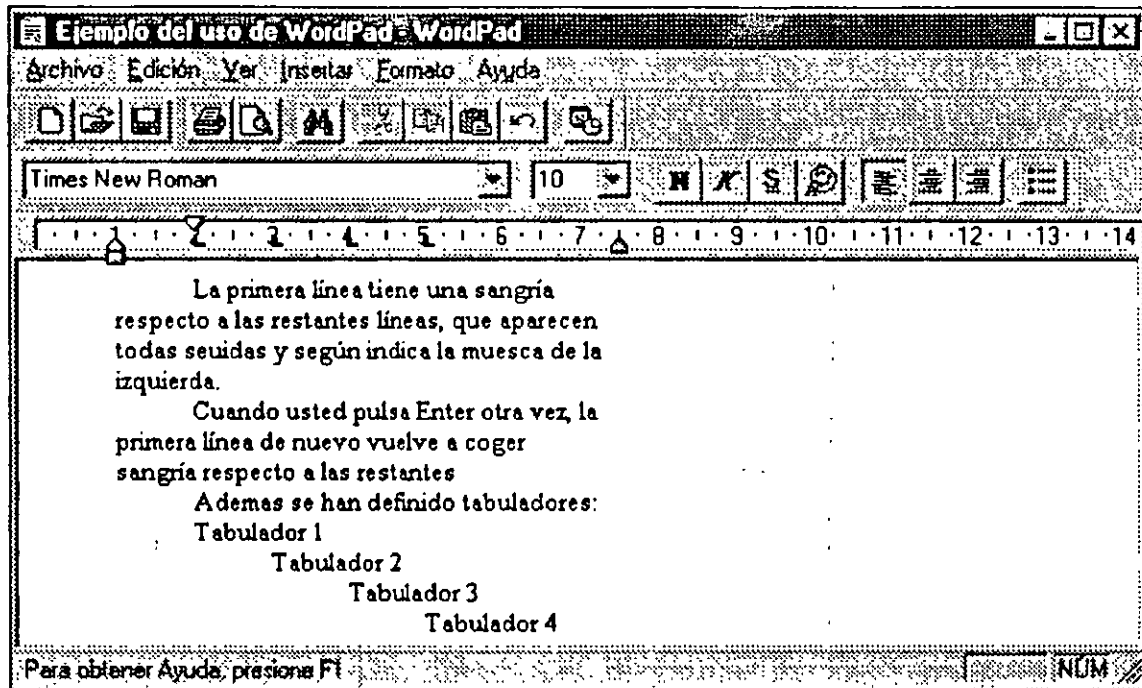 Ejemplo del uso de WordPad - WordPad
Archivo Edición Ver Insertar Formato Ayuda
Times New Roman 10 N K S
1 2 3 4 5 6 7 8 9 10 11 12 13 14
La primera línea tiene una sangría
respecto a las restantes líneas, que aparecen
todas seuidas y según indica la muesca de la
izquierda.
Cuando usted pulsa Enter otra vez, la
primera línea de nuevo vuelve a coger
sangría respecto a las restantes
Ademas se han definido tabuladores:
Tabulador 1
Tabulador 2
Tabulador 3
Tabulador 4
Para obtener Ayuda, presione F1 NÚM